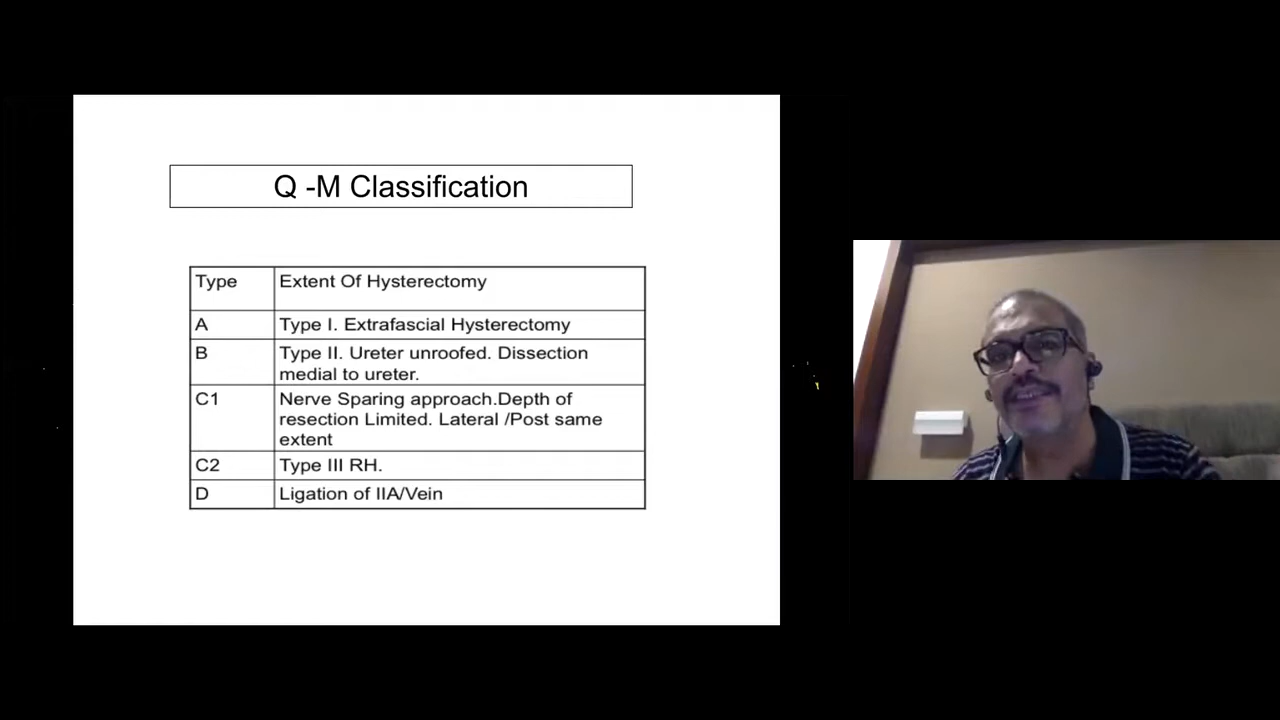 Q -M Classification
Type
Extent Of Hysterectomy
A
Type I. Extrafascial Hysterectomy
B
Type II. Ureter unroofed. Dissection
medial to ureter.
C1
Nerve Sparing approach.Depth of
resection Limited. Lateral /Post same
extent
C2
Type III RH.
D
Ligation of IIA/Vein